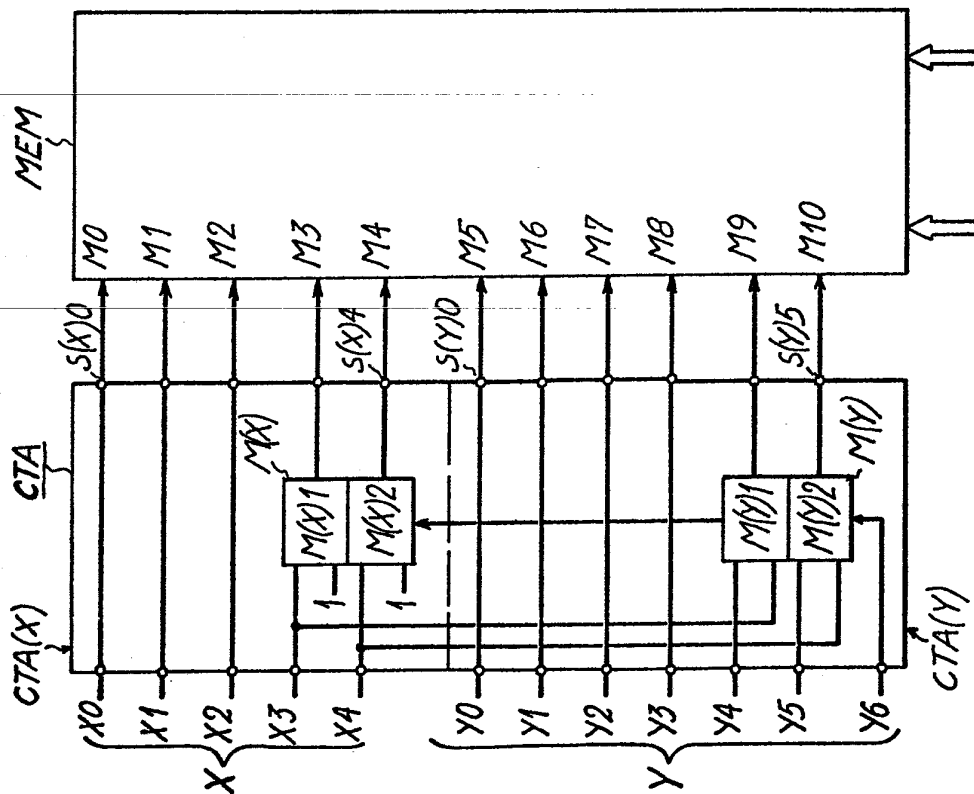 MEM
M0
M1
M2
M3
M4
M5
M6
M7
M8
M9
M10
S(X)0
S(X)4
S(Y)0
S(Y)5
CTA
M(X)
M(X)1
M(X)2
1
1
M(Y)1
M(Y)2
M(Y)
CTA(X)
CTA(Y)
X0
X1
X2
X3
X4
Y0
Y1
Y2
Y3
Y4
Y5
Y6
X
Y